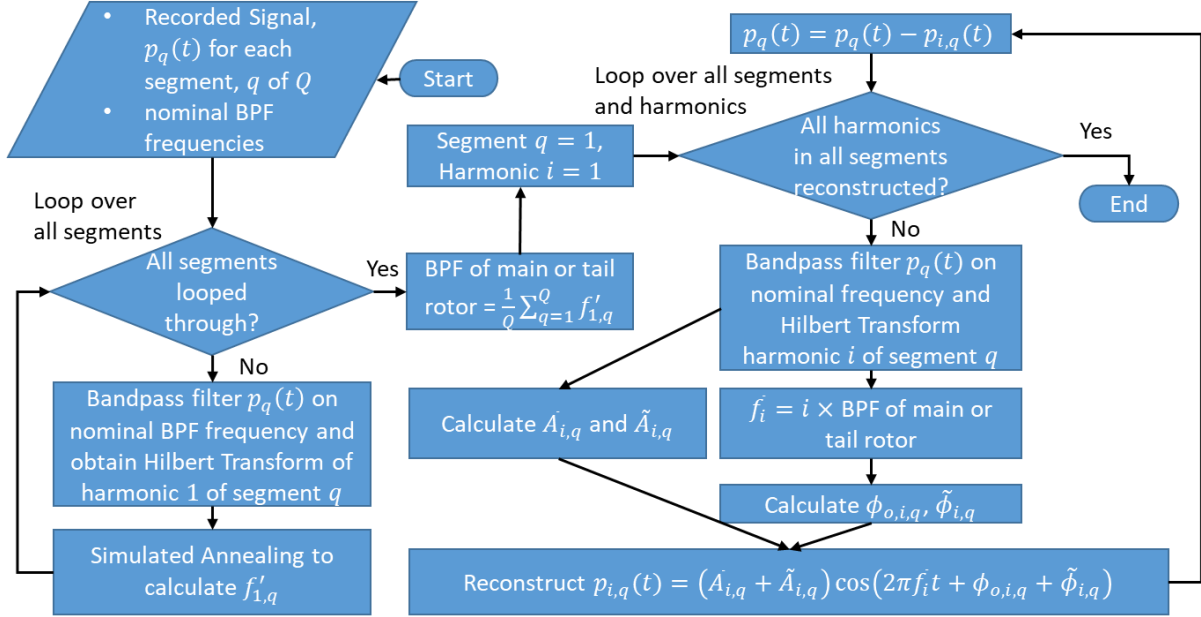 • Recorded Signal,
p_q(t) for each
segment, q of Q
• nominal BPF
frequencies
Start
Loop over
all segments
All segments
looped
through?
Yes
No
Bandpass filter p_q(t) on
nominal BPF frequency and
obtain Hilbert Transform of
harmonic 1 of segment q
Simulated Annealing to
calculate f′_{1,q}
BPF of main or tail
rotor = \frac{1}{Q} ∑_{q=1}^{Q} f′_{1,q}
Segment q = 1,
Harmonic i = 1
p_q(t) = p_q(t) − p_{i,q}(t)
Loop over all segments
and harmonics
All harmonics
in all segments
reconstructed?
Yes
End
No
Bandpass filter p_q(t) on
nominal frequency and
Hilbert Transform
harmonic i of segment q
Calculate A_{i,q}^˙ and Ã_{i,q}
f_i^˙ = i × BPF of main or
tail rotor
Calculate ϕ_{o,i,q}, ϕ̃_{i,q}
Reconstruct p_{i,q}(t) = (A_{i,q}^˙ + Ã_{i,q}) cos(2πf_i^˙t + ϕ_{o,i,q} + ϕ̃_{i,q})